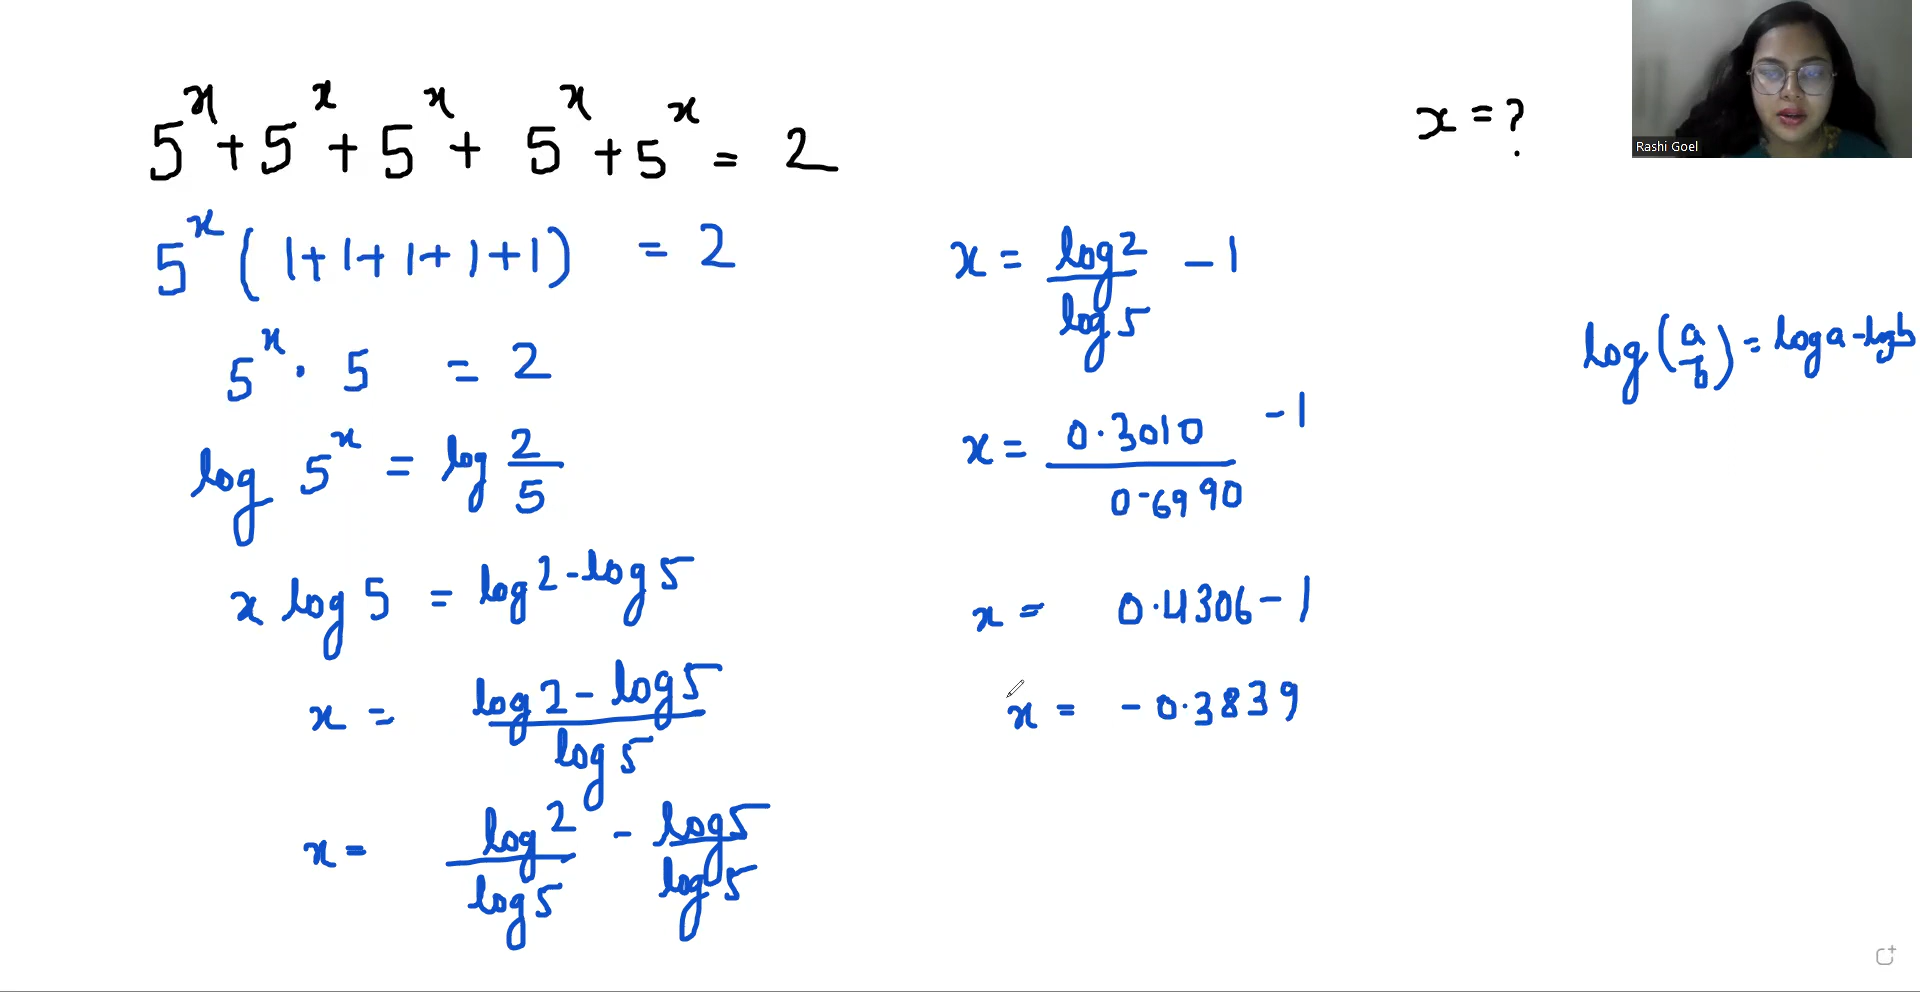 5^x + 5^x + 5^x + 5^x + 5^x = 2
x = ?
Rashi Goel
5^x (1+1+1+1+1) = 2
5^x · 5 = 2
log 5^x = log 2/5
x log 5 = log 2 - log 5
x = (log 2 - log 5)/log 5
x = log 2/log 5 - log 5/log 5
x = log 2/log 5 - 1
x = 0.3010/0.6990 - 1
x = 0.4306 - 1
x = -0.3839
log(a/b) = log a - log b